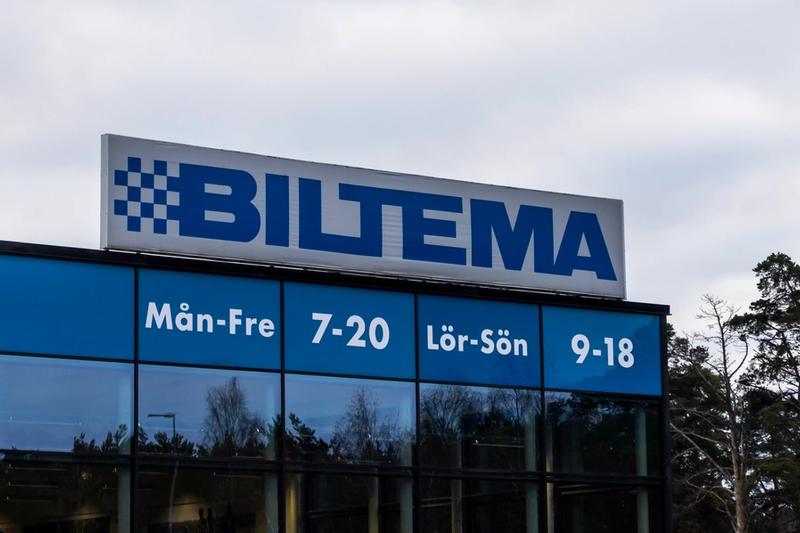 BILTEMA
Mån-Fre 7-20 Lör-Sön 9-18